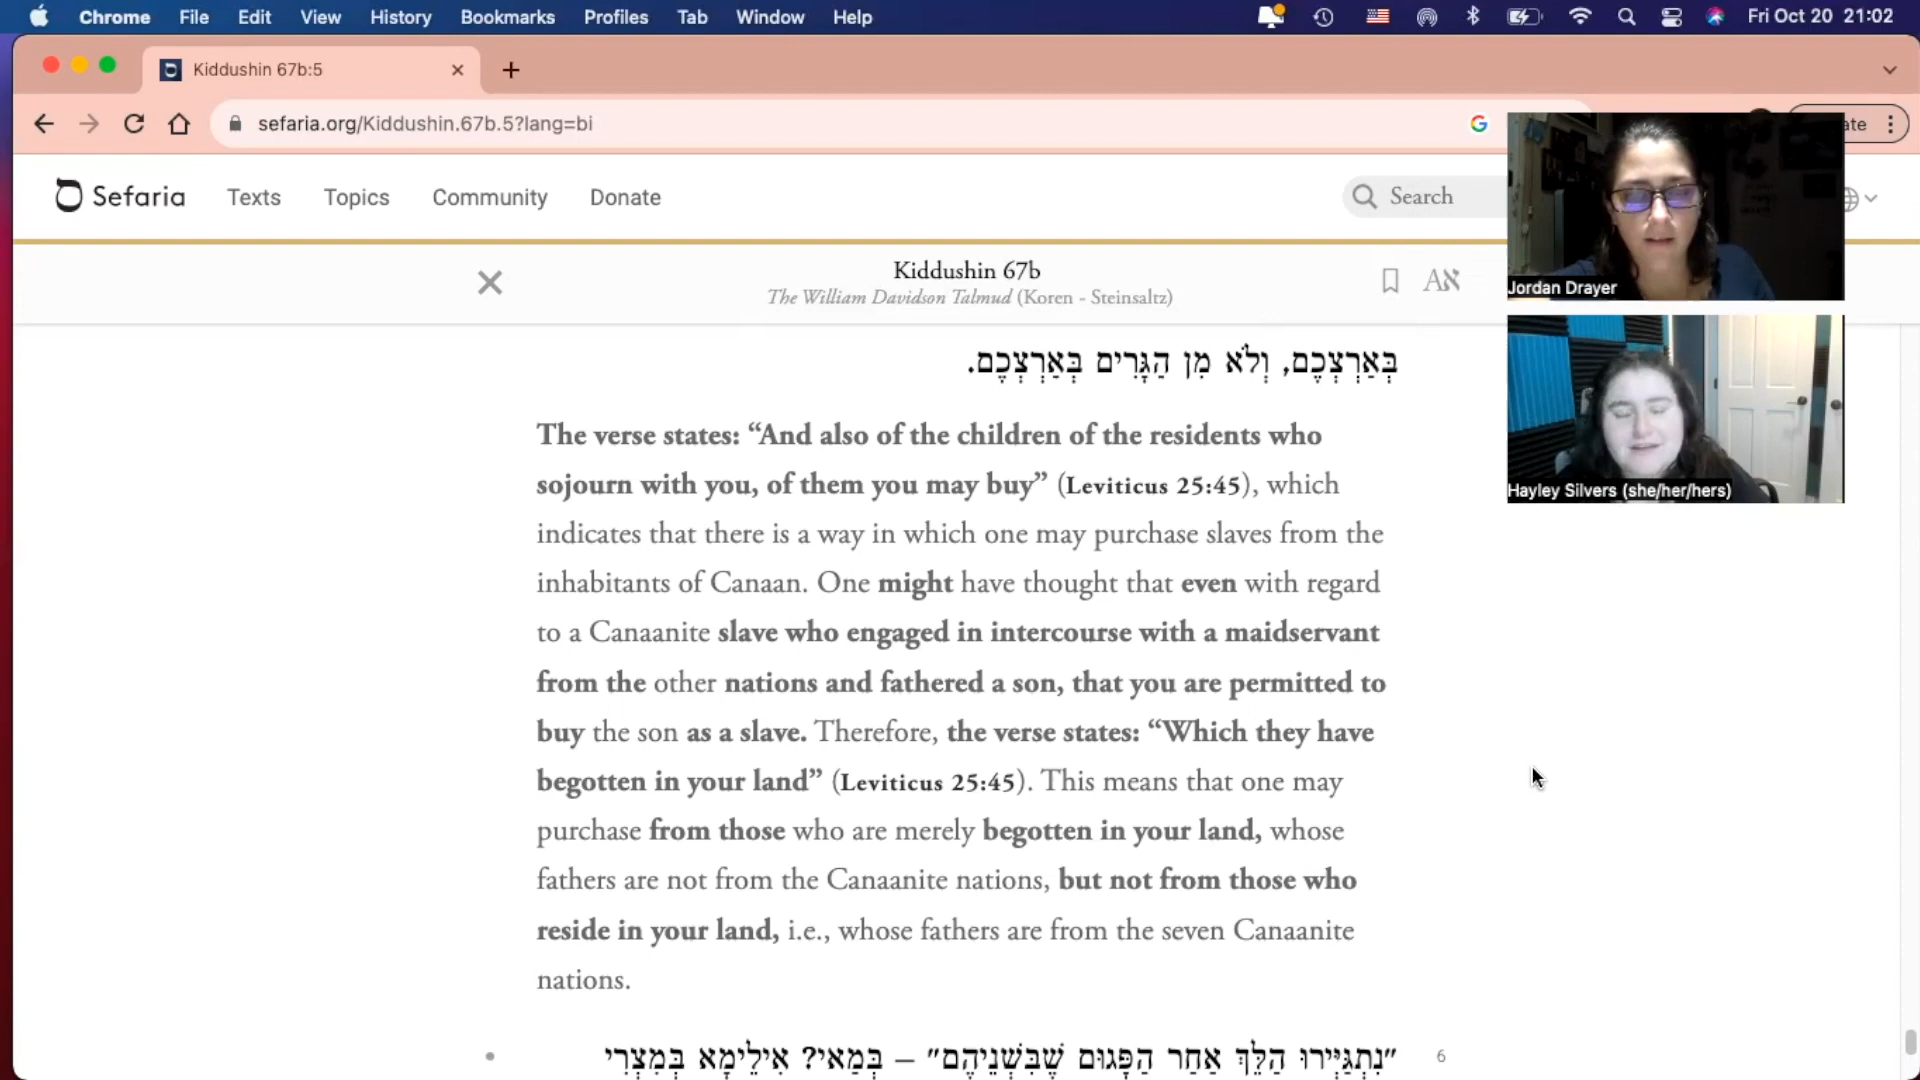 Chrome File Edit View History Bookmarks Profiles Tab Window Help Fri Oct 20 21:02
Kiddushin 67b:5
sefaria.org/Kiddushin.67b.5?lang=bi
Sefaria Texts Topics Community Donate Search
Kiddushin 67b
The William Davidson Talmud (Koren - Steinsaltz)
Jordan Drayer
Hayley Silvers (she/her/hers)
בְּאַרְצְכֶם, וְלֹא מִן הַגָּרִים בְּאַרְצְכֶם.
The verse states: “And also of the children of the residents who
sojourn with you, of them you may buy” (Leviticus 25:45), which
indicates that there is a way in which one may purchase slaves from the
inhabitants of Canaan. One might have thought that even with regard
to a Canaanite slave who engaged in intercourse with a maidservant
from the other nations and fathered a son, that you are permitted to
buy the son as a slave. Therefore, the verse states: “Which they have
begotten in your land” (Leviticus 25:45). This means that one may
purchase from those who are merely begotten in your land, whose
fathers are not from the Canaanite nations, but not from those who
reside in your land, i.e., whose fathers are from the seven Canaanite
nations.
״נִתְגַּיְּירוּ הַלֵּךְ אַחַר הַפָּגוּם שֶׁבִּשְׁנֵיהֶם״ – בְּמַאי? אִילֵימָא בְּמִצְרִי
6